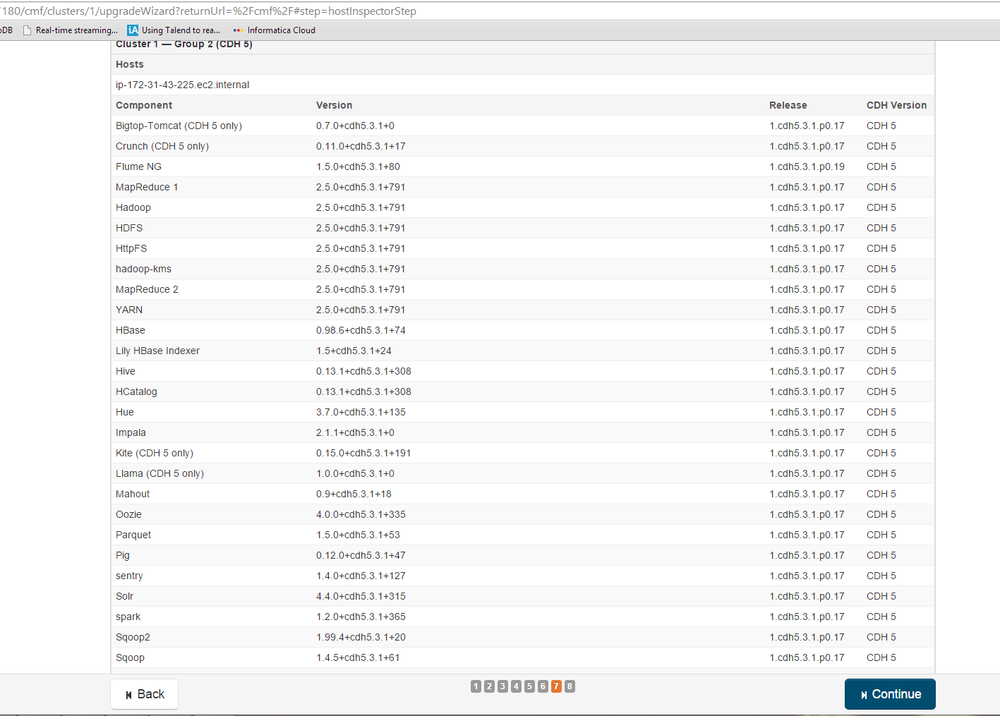 180/cmf/clusters/1/upgradeWizard?returnUrl=%2Fcmf%2F#step=hostInspectorStep
DB Real-time streaming... iA Using Talend to rea... Informatica Cloud
Cluster 1 — Group 2 (CDH 5)
Hosts
ip-172-31-43-225.ec2.internal
Component Version Release CDH Version
Bigtop-Tomcat (CDH 5 only) 0.7.0+cdh5.3.1+0 1.cdh5.3.1.p0.17 CDH 5
Crunch (CDH 5 only) 0.11.0+cdh5.3.1+17 1.cdh5.3.1.p0.17 CDH 5
Flume NG 1.5.0+cdh5.3.1+80 1.cdh5.3.1.p0.19 CDH 5
MapReduce 1 2.5.0+cdh5.3.1+791 1.cdh5.3.1.p0.17 CDH 5
Hadoop 2.5.0+cdh5.3.1+791 1.cdh5.3.1.p0.17 CDH 5
HDFS 2.5.0+cdh5.3.1+791 1.cdh5.3.1.p0.17 CDH 5
HttpFS 2.5.0+cdh5.3.1+791 1.cdh5.3.1.p0.17 CDH 5
hadoop-kms 2.5.0+cdh5.3.1+791 1.cdh5.3.1.p0.17 CDH 5
MapReduce 2 2.5.0+cdh5.3.1+791 1.cdh5.3.1.p0.17 CDH 5
YARN 2.5.0+cdh5.3.1+791 1.cdh5.3.1.p0.17 CDH 5
HBase 0.98.6+cdh5.3.1+74 1.cdh5.3.1.p0.17 CDH 5
Lily HBase Indexer 1.5+cdh5.3.1+24 1.cdh5.3.1.p0.17 CDH 5
Hive 0.13.1+cdh5.3.1+308 1.cdh5.3.1.p0.17 CDH 5
HCatalog 0.13.1+cdh5.3.1+308 1.cdh5.3.1.p0.17 CDH 5
Hue 3.7.0+cdh5.3.1+135 1.cdh5.3.1.p0.17 CDH 5
Impala 2.1.1+cdh5.3.1+0 1.cdh5.3.1.p0.17 CDH 5
Kite (CDH 5 only) 0.15.0+cdh5.3.1+191 1.cdh5.3.1.p0.17 CDH 5
Llama (CDH 5 only) 1.0.0+cdh5.3.1+0 1.cdh5.3.1.p0.17 CDH 5
Mahout 0.9+cdh5.3.1+18 1.cdh5.3.1.p0.17 CDH 5
Oozie 4.0.0+cdh5.3.1+335 1.cdh5.3.1.p0.17 CDH 5
Parquet 1.5.0+cdh5.3.1+53 1.cdh5.3.1.p0.17 CDH 5
Pig 0.12.0+cdh5.3.1+47 1.cdh5.3.1.p0.17 CDH 5
sentry 1.4.0+cdh5.3.1+127 1.cdh5.3.1.p0.17 CDH 5
Solr 4.4.0+cdh5.3.1+315 1.cdh5.3.1.p0.17 CDH 5
spark 1.2.0+cdh5.3.1+365 1.cdh5.3.1.p0.17 CDH 5
Sqoop2 1.99.4+cdh5.3.1+20 1.cdh5.3.1.p0.17 CDH 5
Sqoop 1.4.5+cdh5.3.1+61 1.cdh5.3.1.p0.17 CDH 5
Back 1 2 3 4 5 6 7 8 Continue